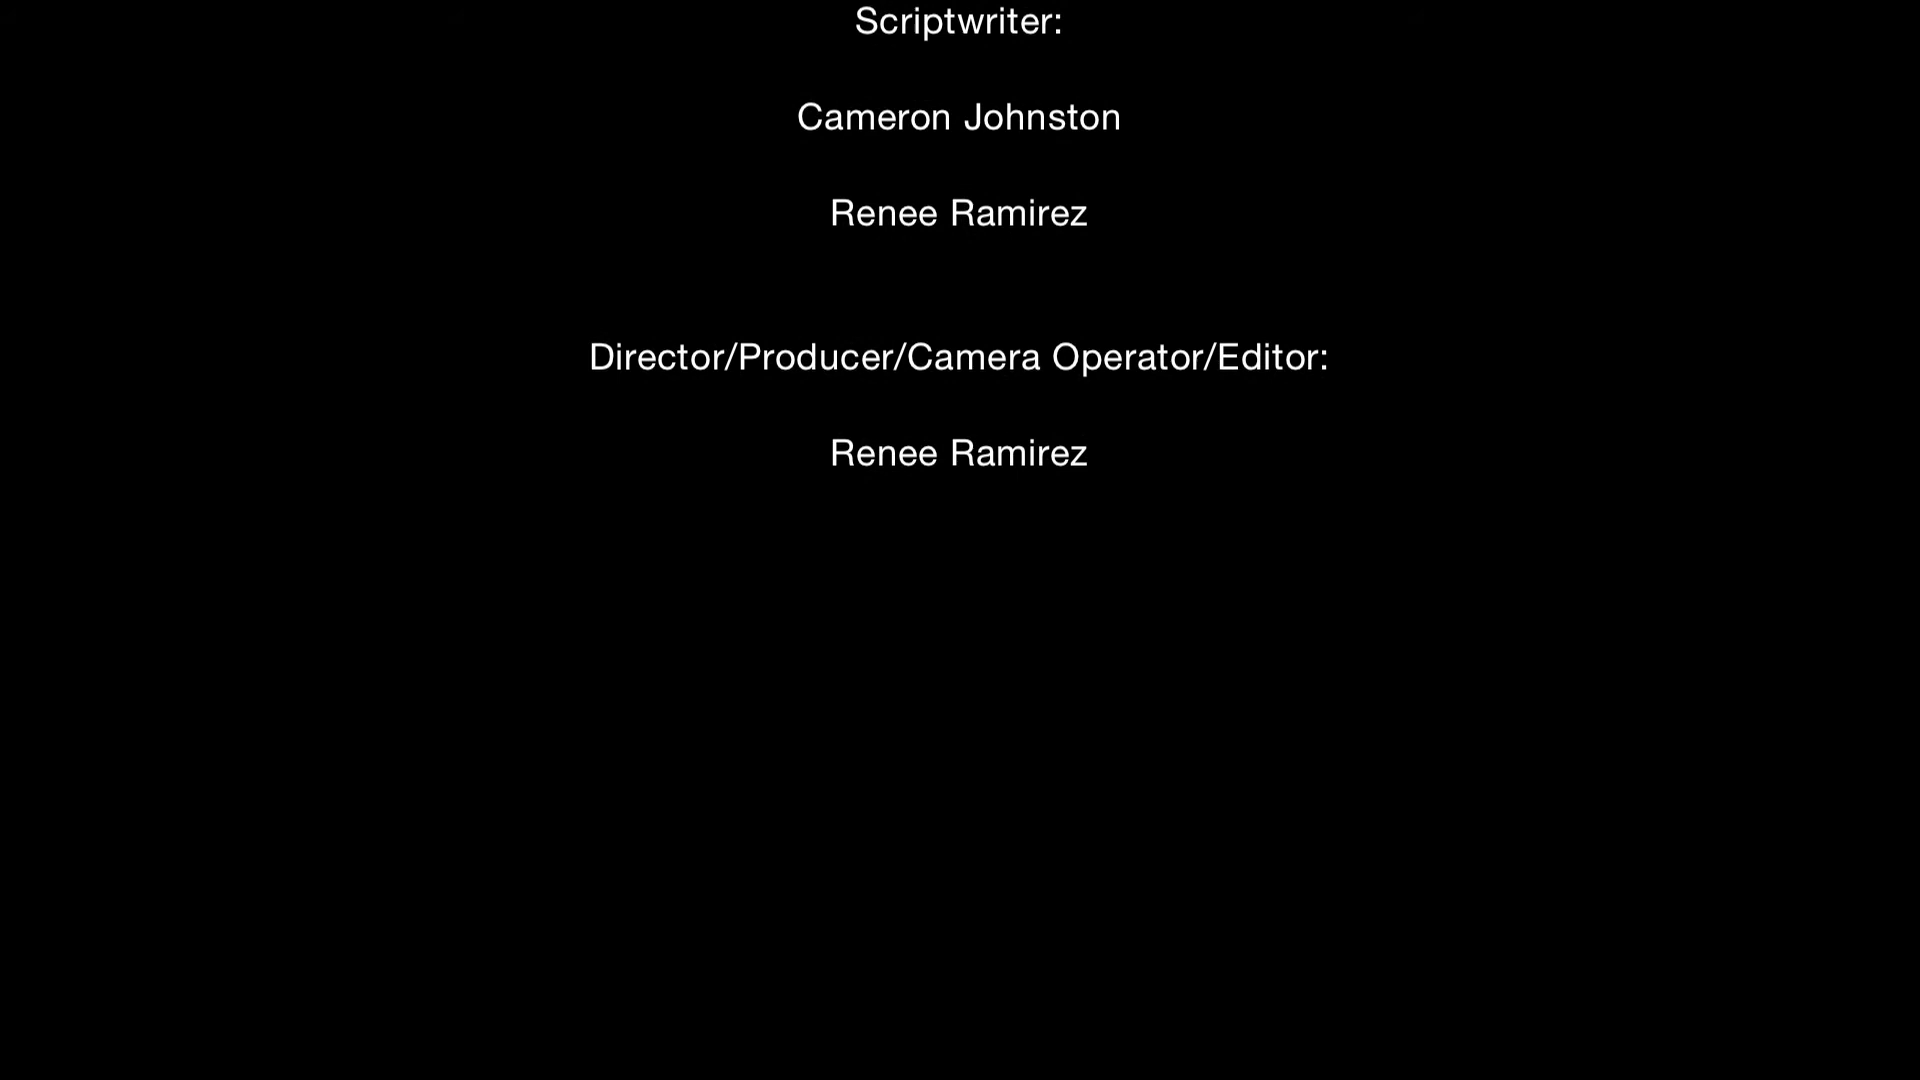 Scriptwriter:
Cameron Johnston
Renee Ramirez
Director/Producer/Camera Operator/Editor:
Renee Ramirez